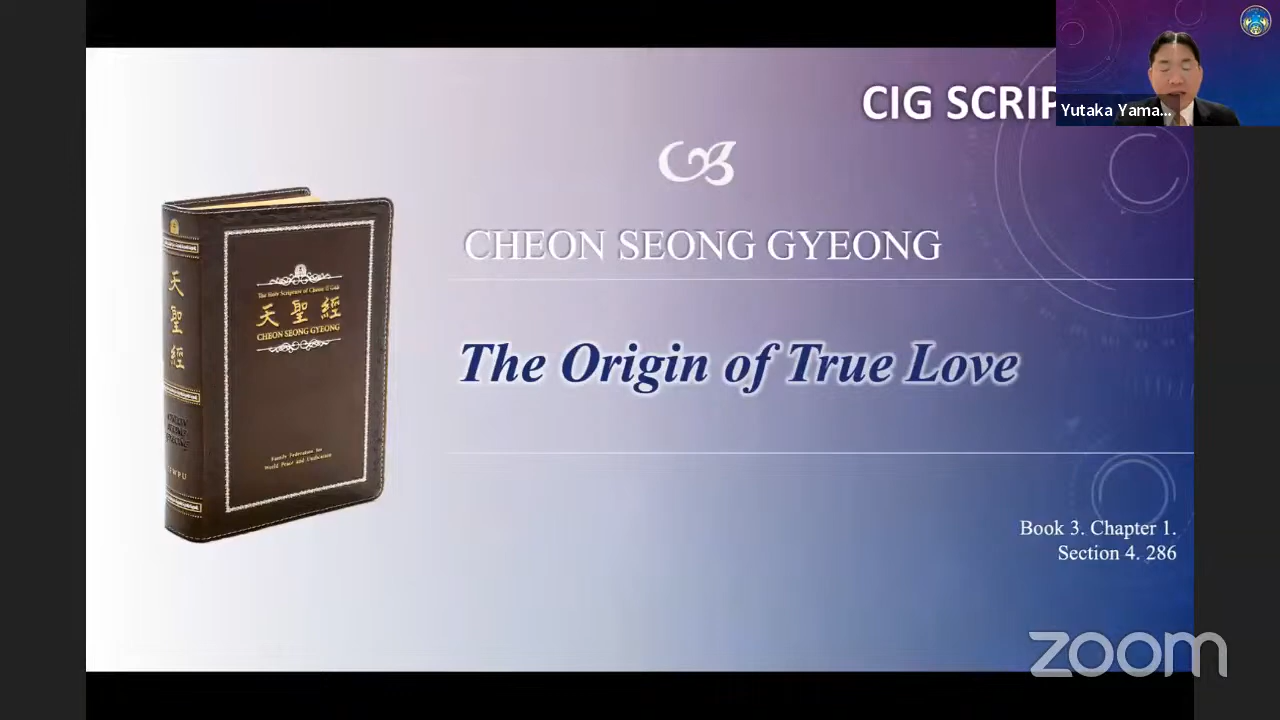 CIG SCRIP
Yutaka Yama...
CHEON SEONG GYEONG
The Origin of True Love
Book 3. Chapter 1.
Section 4. 286
天聖經
The Holy Scripture of Cheon Il Guk
天聖經
CHEON SEONG GYEONG
Family Federation for
World Peace and Unification
FFWPU
zoom